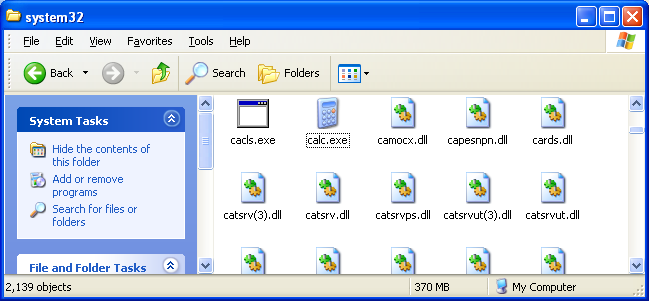 system32
File Edit View Favorites Tools Help
Back Search Folders
System Tasks
Hide the contents of
this folder
Add or remove
programs
Search for files or
folders
File and Folder Tasks
cacls.exe calc.exe camocx.dll capesnpn.dll cards.dll
catsrv(3).dll catsrv.dll catsrvps.dll catsrvut(3).dll catsrvut.dll
2,139 objects 370 MB My Computer